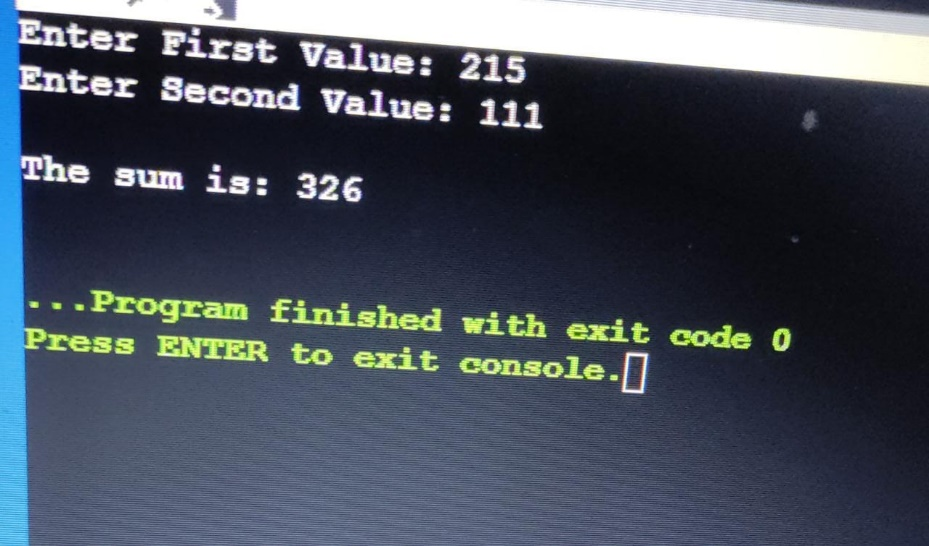 Enter First Value: 215
Enter Second Value: 111
The sum is: 326
...Program finished with exit code 0
Press ENTER to exit console.